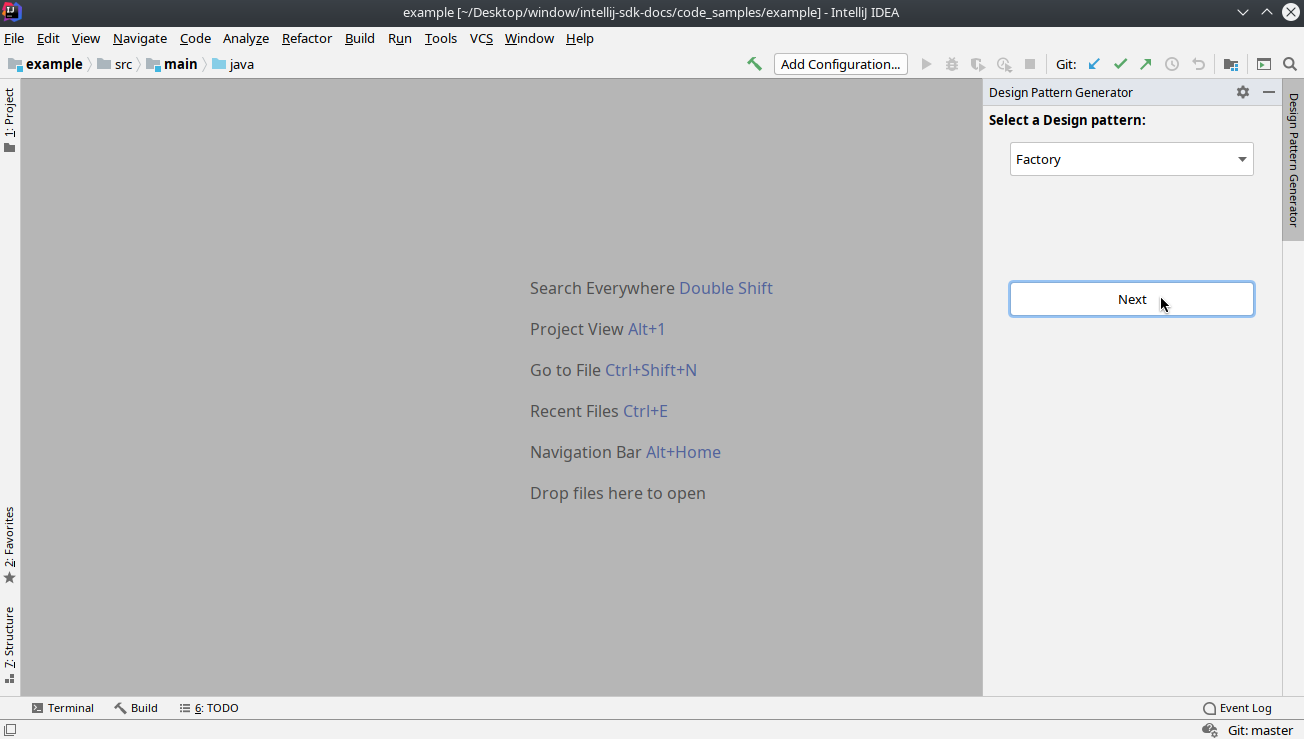 example [~/Desktop/window/intellij-sdk-docs/code_samples/example] - IntelliJ IDEA
File Edit View Navigate Code Analyze Refactor Build Run Tools VCS Window Help
example src main java Add Configuration... Git:
1: Project
2: Favorites
7: Structure
Search Everywhere Double Shift
Project View Alt+1
Go to File Ctrl+Shift+N
Recent Files Ctrl+E
Navigation Bar Alt+Home
Drop files here to open
Design Pattern Generator
Select a Design pattern:
Factory
Next
Design Pattern Generator
Terminal Build 6: TODO Event Log
Git: master